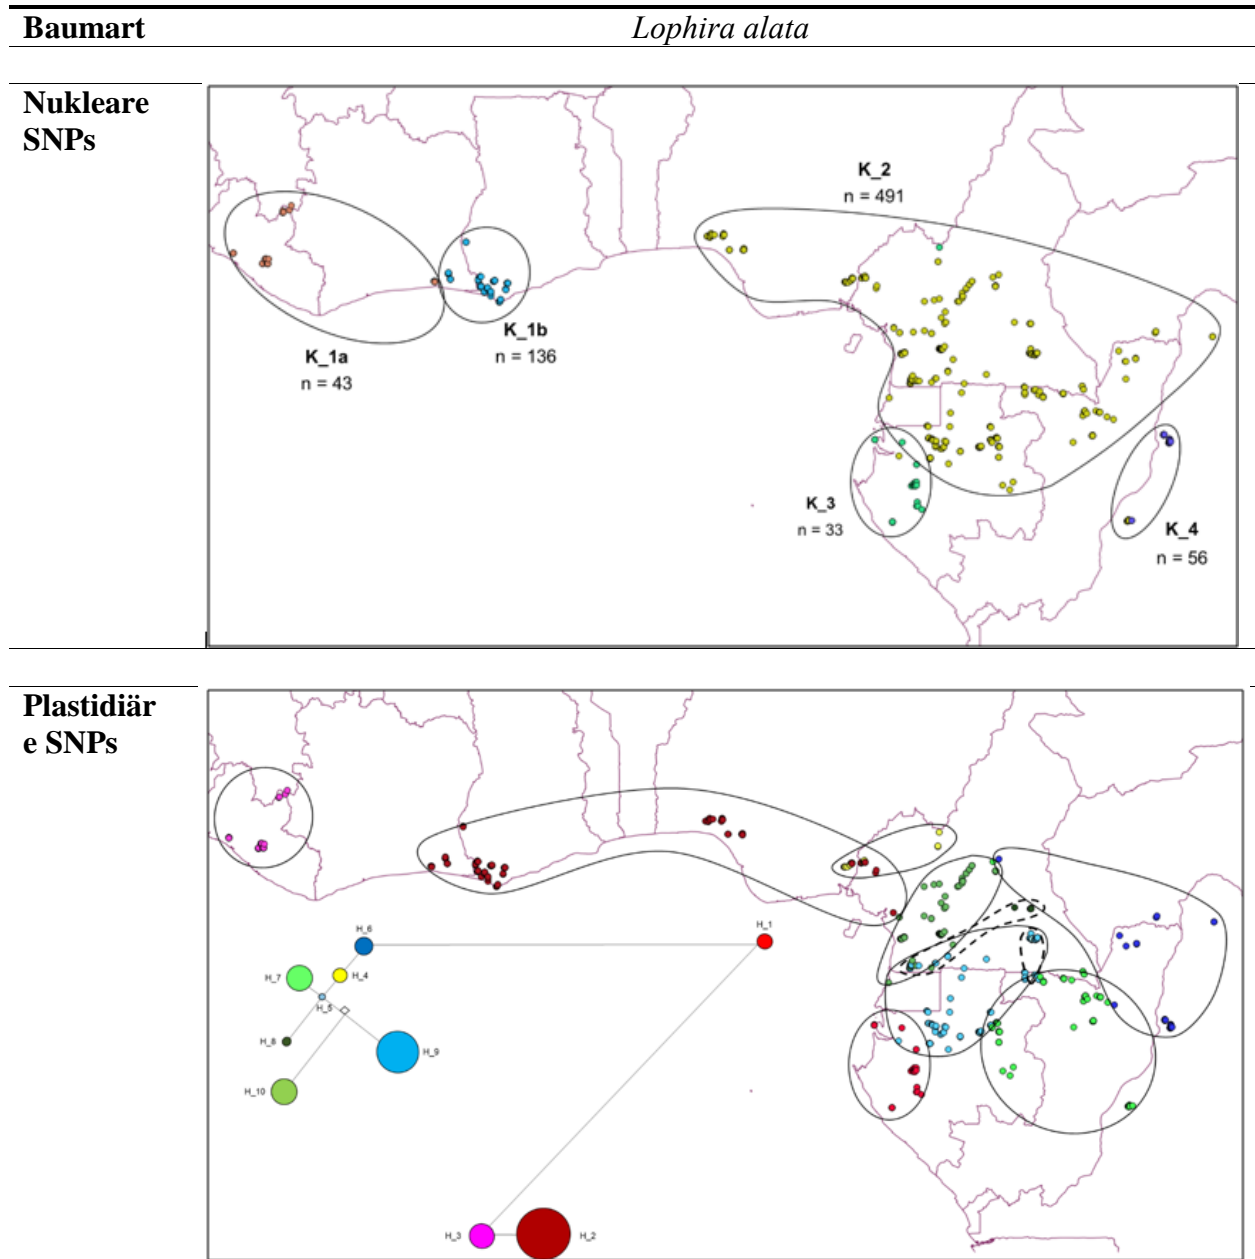 Baumart
Lophira alata
Nukleare
SNPs
K_2
n = 491
K_1b
n = 136
K_1a
n = 43
K_3
n = 33
K_4
n = 56
Plastidiär
e SNPs
H_6
H_1
H_7
H_4
H_5
H_8
H_9
H_10
H_3
H_2